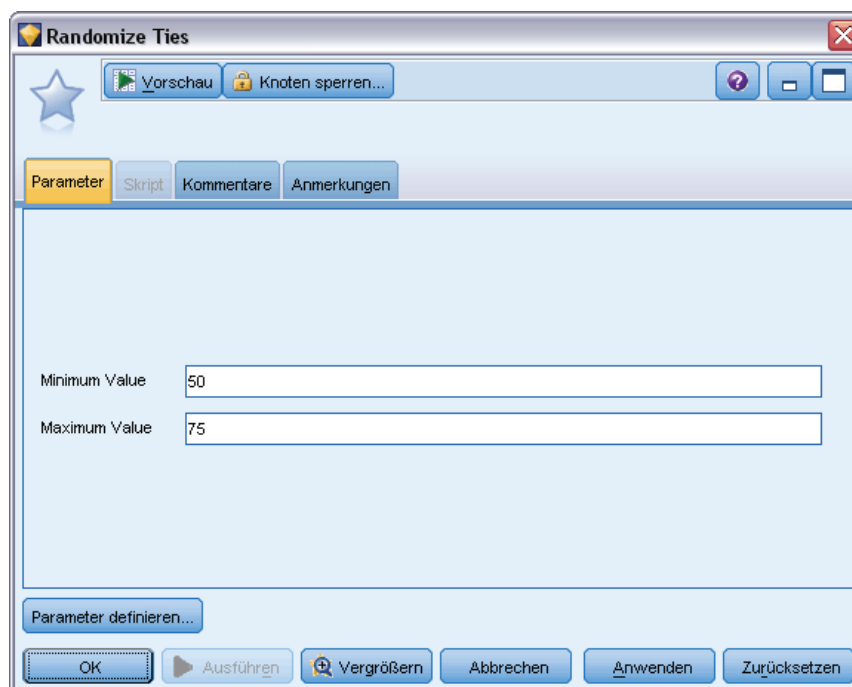 Randomize Ties
Vorschau Knoten sperren... ?
Parameter Skript Kommentare Anmerkungen
Minimum Value 50
Maximum Value 75
Parameter definieren...
OK Ausführen Vergrößern Abbrechen Anwenden Zurücksetzen